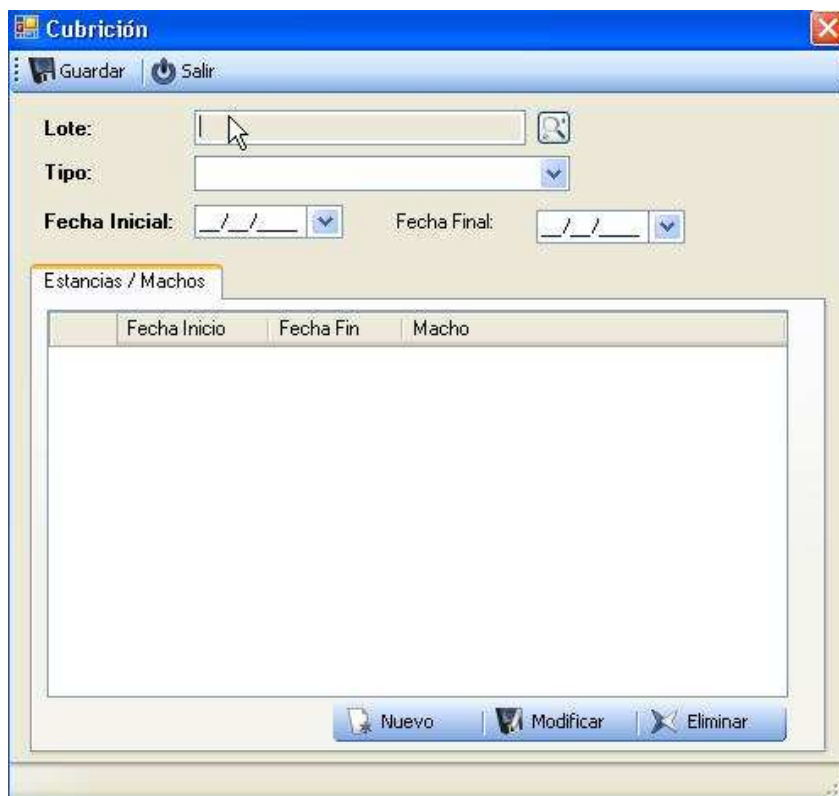 Cubrición
Guardar Salir
Lote:
Tipo:
Fecha Inicial: __/__/____ Fecha Final: __/__/____
Estancias / Machos
Fecha Inicio Fecha Fin Macho
Nuevo Modificar Eliminar